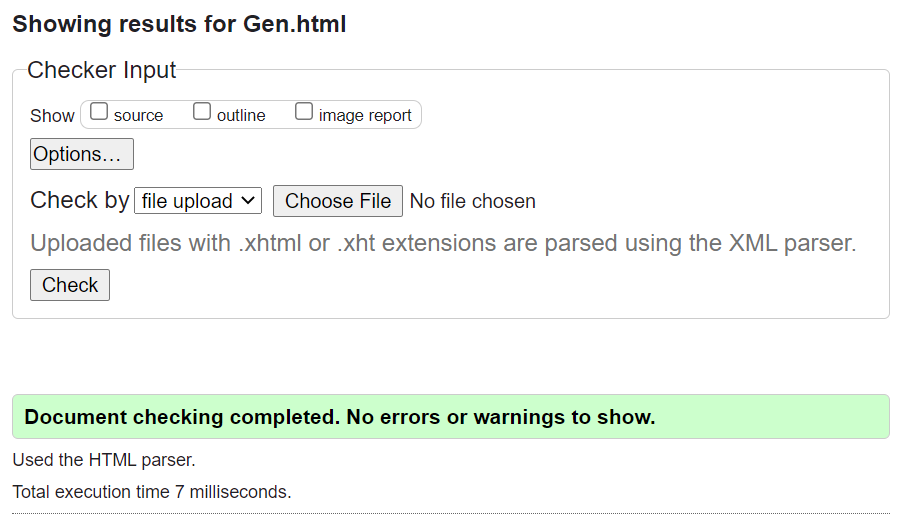 Showing results for Gen.html
Checker Input
Show source outline image report
Options…
Check by file upload Choose File No file chosen
Uploaded files with .xhtml or .xht extensions are parsed using the XML parser.
Check
Document checking completed. No errors or warnings to show.
Used the HTML parser.
Total execution time 7 milliseconds.